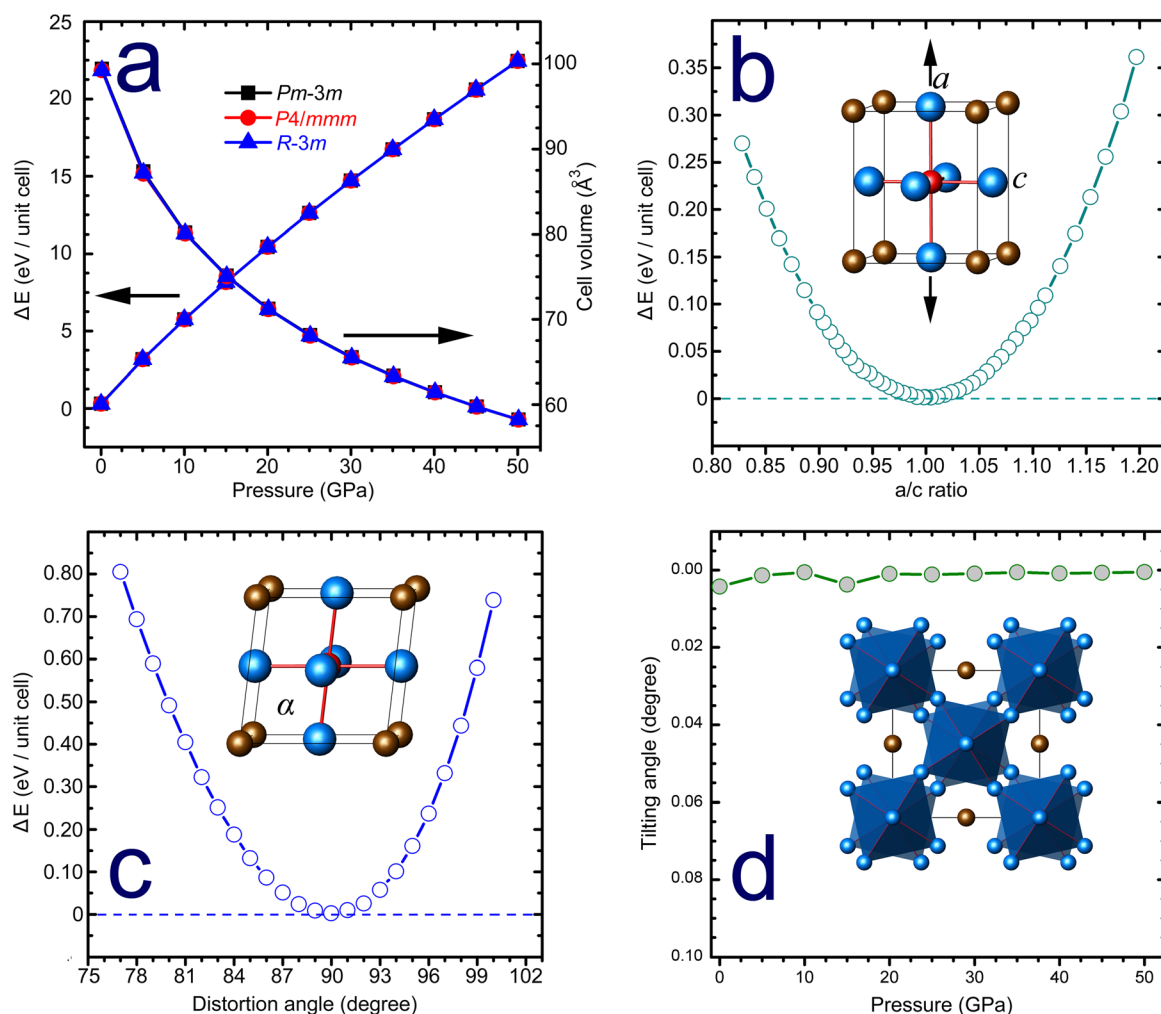 a
Pm-3m
P4/mmm
R-3m
ΔE (eV / unit cell)
25
20
15
10
5
0
Cell volume (Å³)
100
90
80
70
60
0 10 20 30 40 50
Pressure (GPa)
b
a
c
ΔE (eV / unit cell)
0.35
0.30
0.25
0.20
0.15
0.10
0.05
0
0.80 0.85 0.90 0.95 1.00 1.05 1.10 1.15 1.20
a/c ratio
c
α
ΔE (eV / unit cell)
0.80
0.70
0.60
0.50
0.40
0.30
0.20
0.10
0
75 78 81 84 87 90 93 96 99 102
Distortion angle (degree)
d
Tilting angle (degree)
0.00
0.02
0.04
0.06
0.08
0.10
0 10 20 30 40 50
Pressure (GPa)